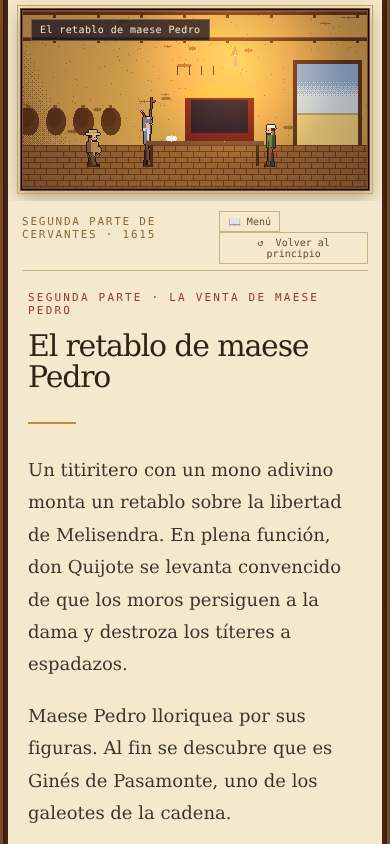 El retablo de maese Pedro
SEGUNDA PARTE DE
CERVANTES · 1615
📖 Menú
↺ Volver al
principio
SEGUNDA PARTE · LA VENTA DE MAESE
PEDRO
El retablo de maese
Pedro
Un titiritero con un mono adivino
monta un retablo sobre la libertad
de Melisendra. En plena función,
don Quijote se levanta convencido
de que los moros persiguen a la
dama y destroza los títeres a
espadazos.
Maese Pedro lloriquea por sus
figuras. Al fin se descubre que es
Ginés de Pasamonte, uno de los
galeotes de la cadena.